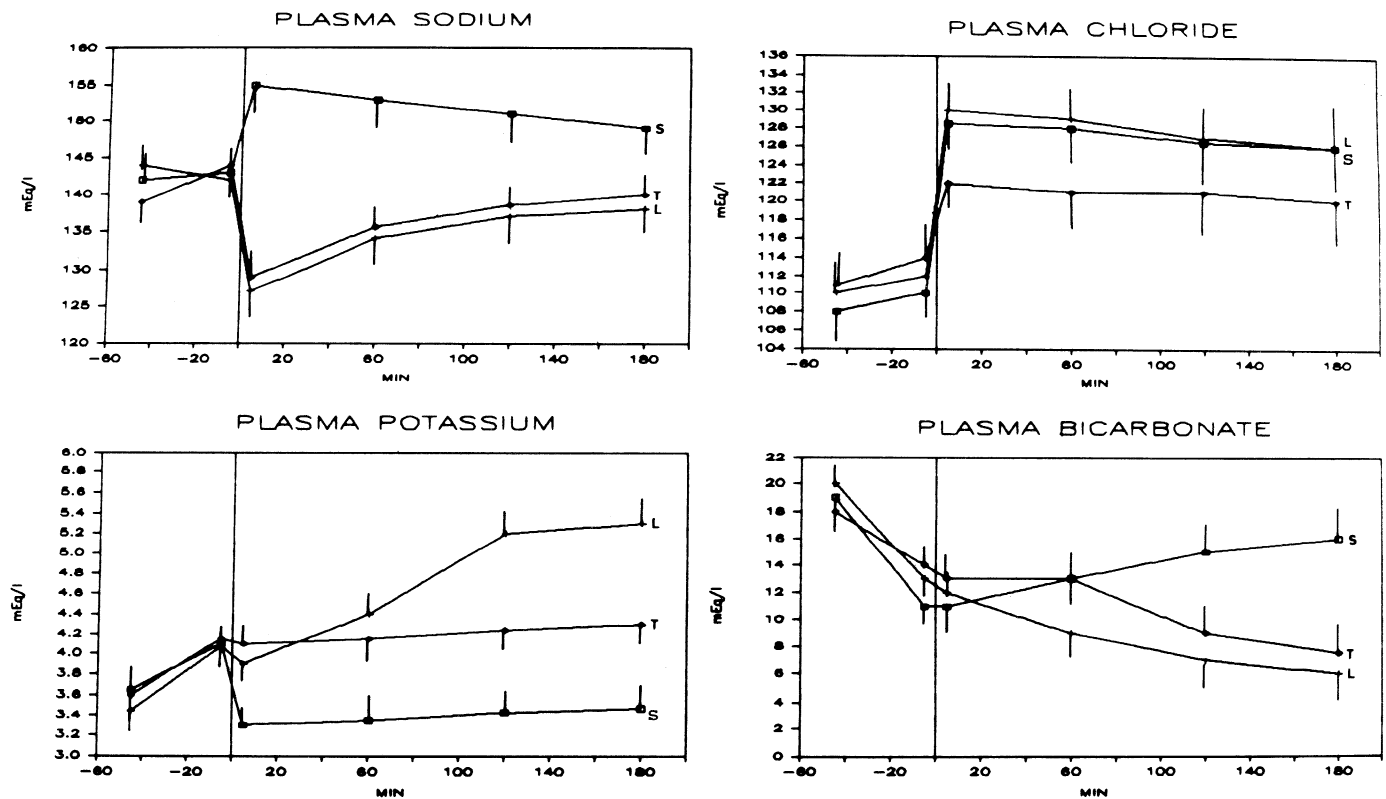 PLASMA SODIUM
160
155
150
145
140
135
130
125
120
mEq/l
S
T
L
-60 -20 20 60 100 140 180
MIN
PLASMA CHLORIDE
136
134
132
130
128
126
124
122
120
118
116
114
112
110
108
106
104
mEq/l
L
S
T
-60 -20 20 60 100 140 180
MIN
PLASMA POTASSIUM
6.0
5.8
5.6
5.4
5.2
5.0
4.8
4.6
4.4
4.2
4.0
3.8
3.6
3.4
3.2
3.0
mEq/l
L
T
S
-60 -20 20 60 100 140 180
MIN
PLASMA BICARBONATE
22
20
18
16
14
12
10
8
6
4
2
0
mEq/l
S
T
L
-60 -20 20 60 100 140 180
MIN